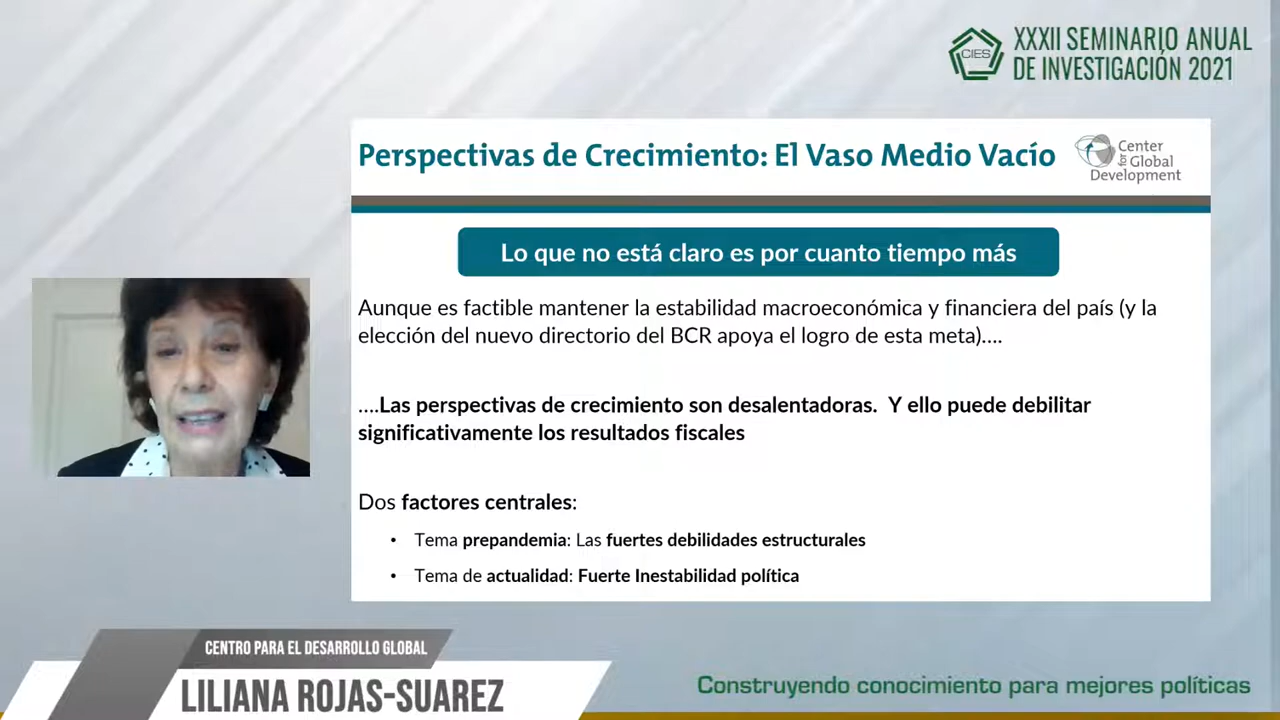 CIES
XXXII SEMINARIO ANUAL
DE INVESTIGACIÓN 2021
Perspectivas de Crecimiento: El Vaso Medio Vacío
Center
for Global
Development
Lo que no está claro es por cuanto tiempo más
Aunque es factible mantener la estabilidad macroeconómica y financiera del país (y la
elección del nuevo directorio del BCR apoya el logro de esta meta)....
....Las perspectivas de crecimiento son desalentadoras. Y ello puede debilitar
significativamente los resultados fiscales
Dos factores centrales:
• Tema prepandemia: Las fuertes debilidades estructurales
• Tema de actualidad: Fuerte Inestabilidad política
CENTRO PARA EL DESARROLLO GLOBAL
LILIANA ROJAS-SUAREZ
Construyendo conocimiento para mejores políticas